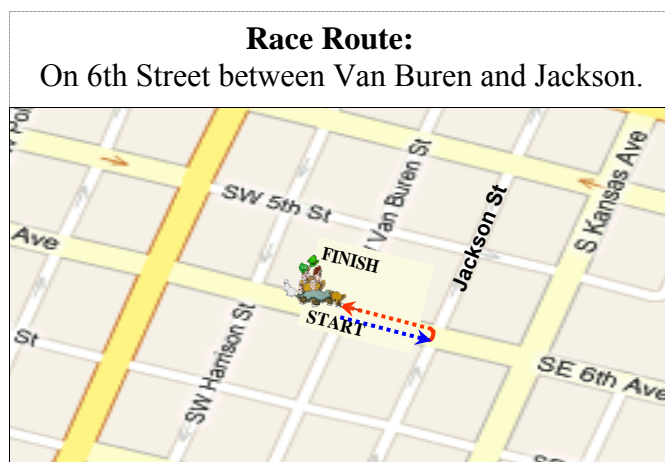 Race Route:
On 6th Street between Van Buren and Jackson.
SW 5th St
Van Buren St
Jackson St
S Kansas Ave
Ave
FINISH
START
SW Harrison St
St
SE 6th Ave